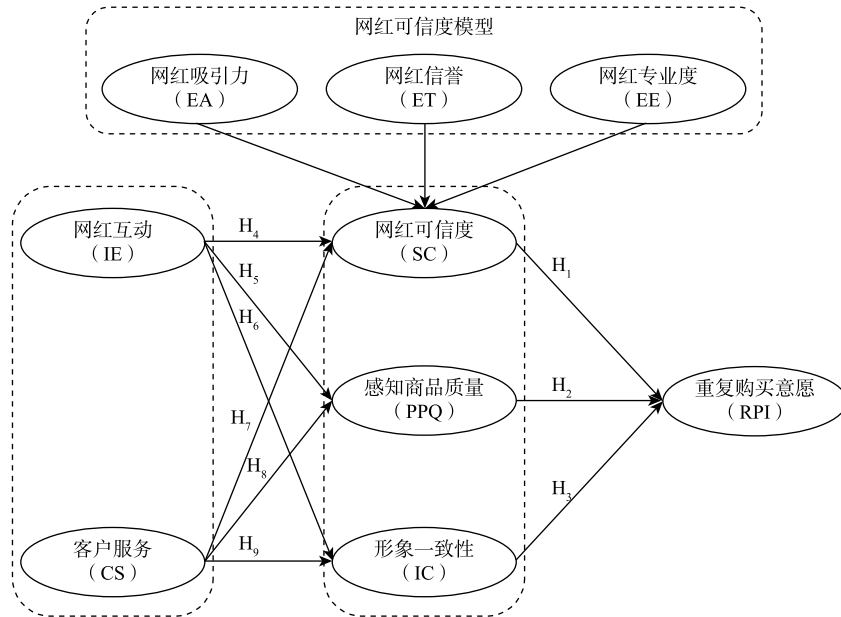 网红可信度模型
网红吸引力
（EA）
网红信誉
（ET）
网红专业度
（EE）
网红互动
（IE）
H4
网红可信度
（SC）
H5
H1
H6
感知商品质量
（PPQ）
H2
重复购买意愿
（RPI）
H7
H8
H3
客户服务
（CS）
H9
形象一致性
（IC）